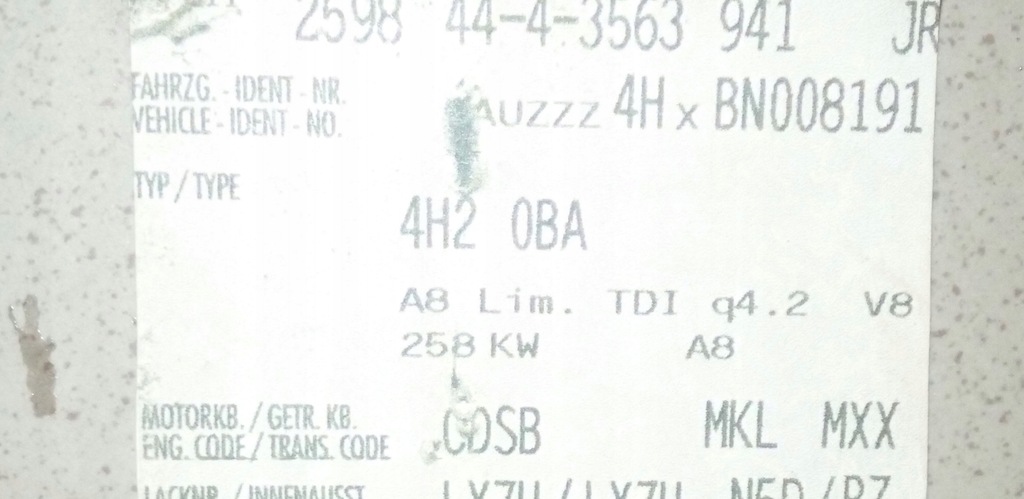 2598 44-4-3563 941 JR
FAHRZG.-IDENT-NR.
VEHICLE-IDENT-NO.
AUZZZ 4H x BN008191
TYP/TYPE
4H2 0BA
A8 Lim. TDI q4.2 V8
258 KW A8
MOTORKB./GETR.KB.
ENG.CODE/TRANS.CODE
CDSB MKL MXX
LACKNR./INNENAUSST.